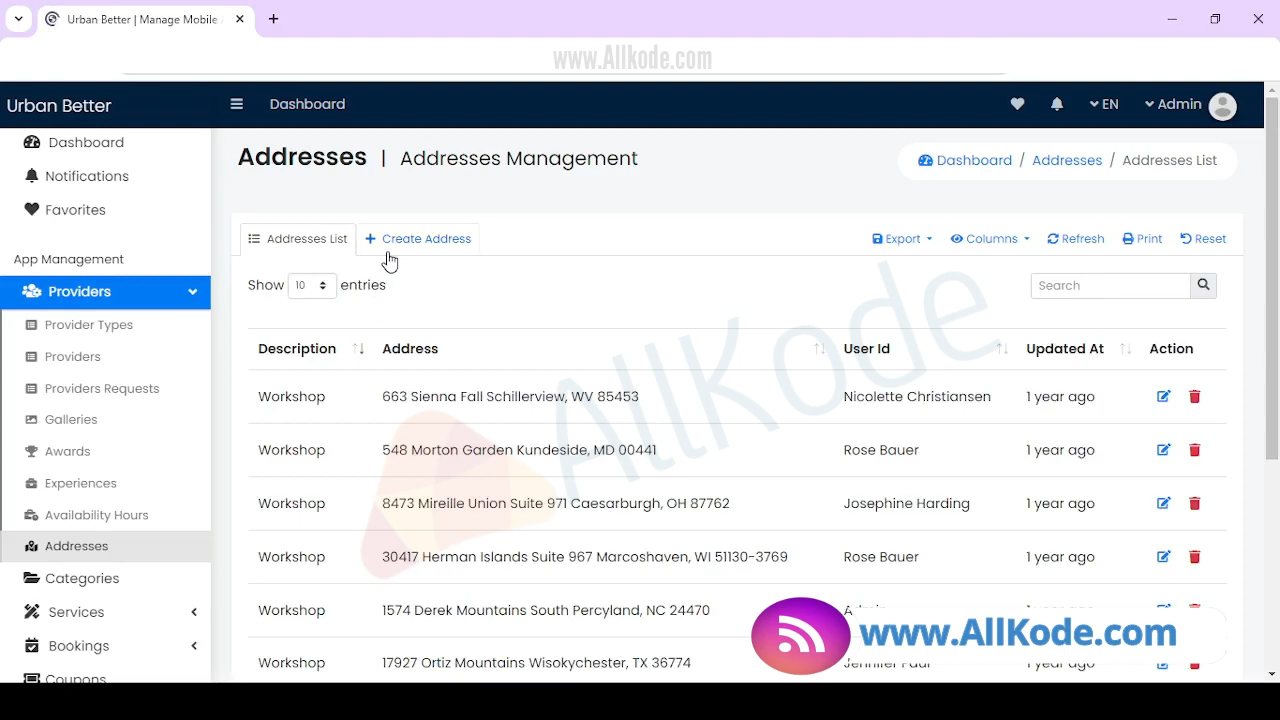 Urban Better | Manage Mobile
www.Allkode.com
Urban Better
Dashboard
EN
Admin
Dashboard
Notifications
Favorites
App Management
Providers
Provider Types
Providers
Providers Requests
Galleries
Awards
Experiences
Availability Hours
Addresses
Categories
Services
Bookings
Coupons
Addresses | Addresses Management
Dashboard / Addresses / Addresses List
Addresses List
Create Address
Export
Columns
Refresh
Print
Reset
Show 10 entries
Search
Description Address User Id Updated At Action
Workshop 663 Sienna Fall Schillerview, WV 85453 Nicolette Christiansen 1 year ago
Workshop 548 Morton Garden Kundeside, MD 00441 Rose Bauer 1 year ago
Workshop 8473 Mireille Union Suite 971 Caesarburgh, OH 87762 Josephine Harding 1 year ago
Workshop 30417 Herman Islands Suite 967 Marcoshaven, WI 51130-3769 Rose Bauer 1 year ago
Workshop 1574 Derek Mountains South Percyland, NC 24470
Workshop 17927 Ortiz Mountains Wisokychester, TX 36774 1 year ago
AllKode
www.AllKode.com